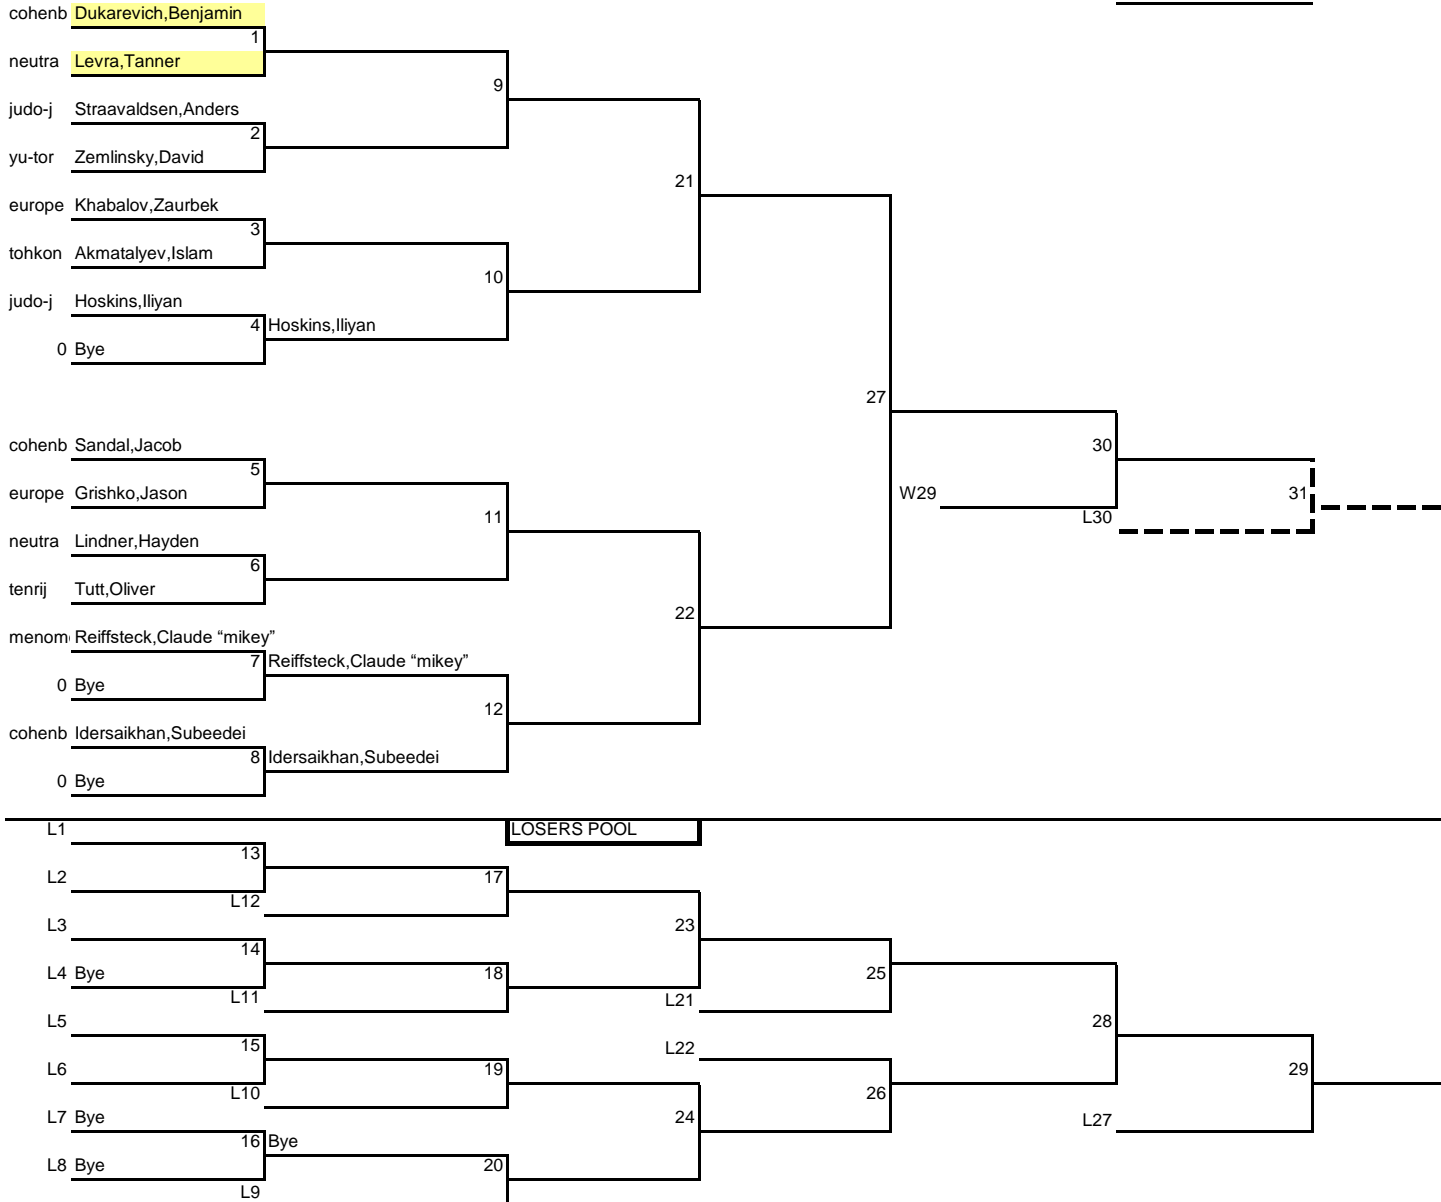 cohenb Dukarevich,Benjamin
1
neutra Levra,Tanner
9
judo-j Straavaldsen,Anders
2
yu-tor Zemlinsky,David
21
europe Khabalov,Zaurbek
3
tohkon Akmatalyev,Islam
10
judo-j Hoskins,Iliyan
4 Hoskins,Iliyan
0 Bye
27
cohenb Sandal,Jacob
30
5
europe Grishko,Jason
W29
31
11
L30
neutra Lindner,Hayden
6
tenrij Tutt,Oliver
22
menom Reiffsteck,Claude “mikey”
7 Reiffsteck,Claude “mikey”
0 Bye
12
cohenb Idersaikhan,Subeedei
8 Idersaikhan,Subeedei
0 Bye
L1
LOSERS POOL
13
L2
17
L12
L3
23
14
L4 Bye
18
25
L11
L21
L5
28
15
L22
L6
19
29
L10
26
L7 Bye
24
L27
16 Bye
L8 Bye
20
L9